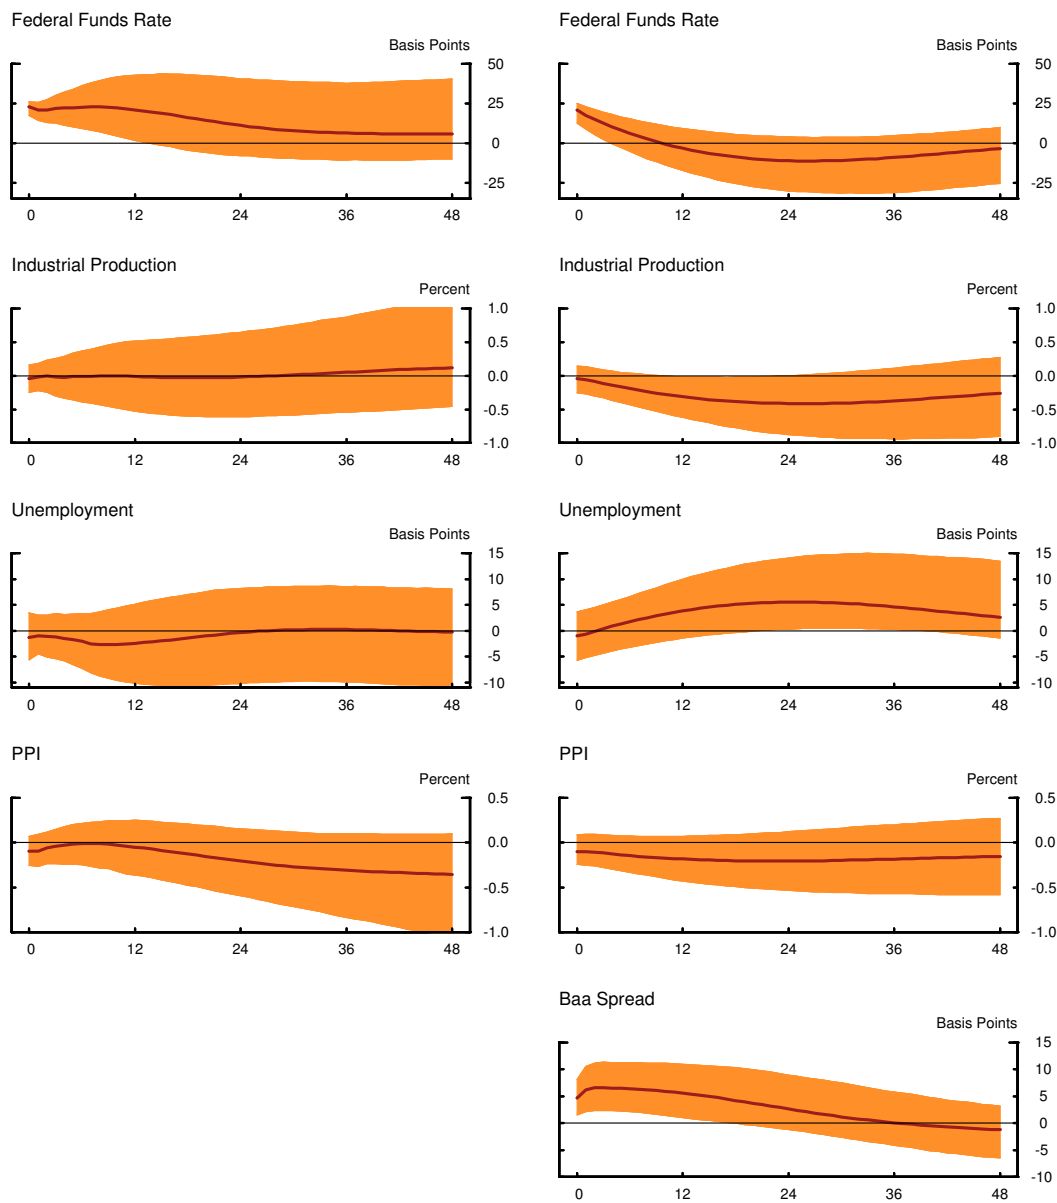 Federal Funds Rate
Basis Points
50
25
0
-25
0 12 24 36 48
Federal Funds Rate
Basis Points
50
25
0
-25
0 12 24 36 48
Industrial Production
Percent
1.0
0.5
0.0
-0.5
-1.0
0 12 24 36 48
Industrial Production
Percent
1.0
0.5
0.0
-0.5
-1.0
0 12 24 36 48
Unemployment
Basis Points
15
10
5
0
-5
-10
0 12 24 36 48
Unemployment
Basis Points
15
10
5
0
-5
-10
0 12 24 36 48
PPI
Percent
0.5
0.0
-0.5
-1.0
0 12 24 36 48
PPI
Percent
0.5
0.0
-0.5
-1.0
0 12 24 36 48
Baa Spread
Basis Points
15
10
5
0
-5
-10
0 12 24 36 48